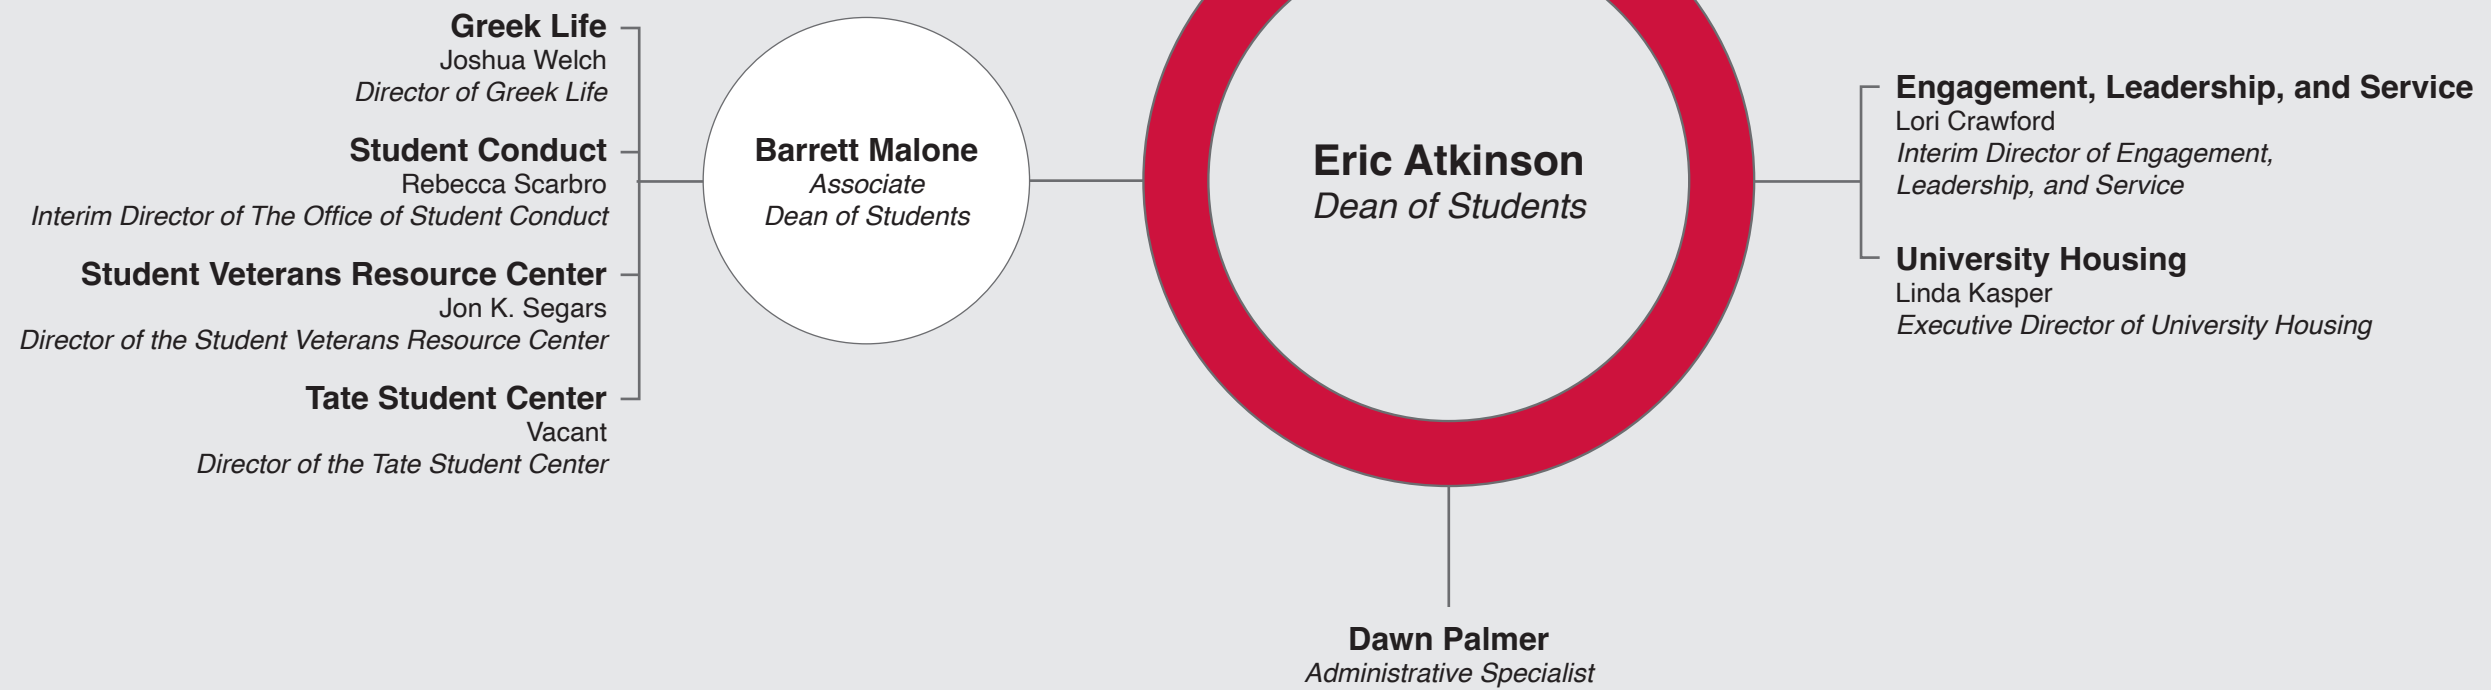 Greek Life
Joshua Welch
Director of Greek Life
Student Conduct
Rebecca Scarbro
Interim Director of The Office of Student Conduct
Student Veterans Resource Center
Jon K. Segars
Director of the Student Veterans Resource Center
Tate Student Center
Vacant
Director of the Tate Student Center
Barrett Malone
Associate
Dean of Students
Eric Atkinson
Dean of Students
Engagement, Leadership, and Service
Lori Crawford
Interim Director of Engagement,
Leadership, and Service
University Housing
Linda Kasper
Executive Director of University Housing
Dawn Palmer
Administrative Specialist